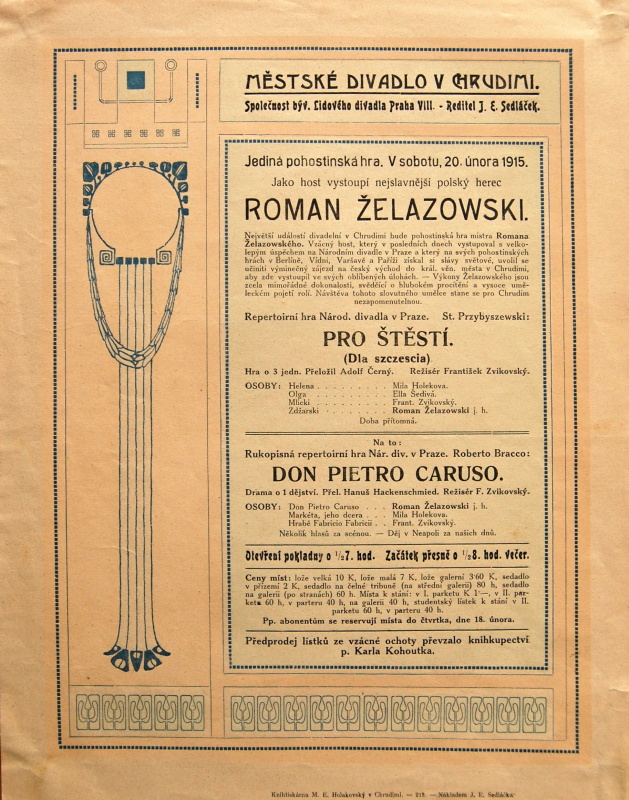 MĚSTSKÉ DIVADLO V CHRUDIMI.
Společnost býv. Lidového divadla Praha VIII. - Ředitel J. E. Sedláček.
Jediná pohostinská hra. V sobotu, 20. února 1915.
Jako host vystoupí nejslavnější polský herec
ROMAN ŻELAZOWSKI.
Největší událostí divadelní v Chrudimi bude pohostinská hra mistra Romana
Żelazowského. Vzácný host, který v posledních dnech vystupoval s velko-
lepým úspěchem na Národním divadle v Praze a který na svých pohostinských
hrách v Berlíně, Vídni, Varšavě a Paříži získal si slávy světové, uvolil se
učiniti výminečný zájezd na český východ do král. věn. města v Chrudimi,
aby zde vystoupil ve svých oblíbených úlohách. — Výkony Żelazowského jsou
zcela mimořádné dokonalosti, svědčící o hlubokém procítění a vysoce umě-
leckém pojetí rolí. Návštěva tohoto slovutného umělce stane se pro Chrudim
nezapomenutelnou.
Repertoirní hra Národ. divadla v Praze. St. Przybyszewski:
PRO ŠTĚSTÍ.
(Dla szczescia)
Hra o 3 jedn. Přeložil Adolf Černý. Režisér František Zvikovský.
OSOBY: Helena . . . . . . . . . Mila Holekova.
Olga . . . . . . . . . Ella Šedivá.
Mlicki . . . . . . . . . Frant. Zvikovský.
Zdžarski . . . . . . . . . Roman Żelazowski j. h.
Doba přítomná.
Na to:
Rukopisná repertoirní hra Nár. div. v Praze. Roberto Bracco:
DON PIETRO CARUSO.
Drama o 1 dějství. Přel. Hanuš Hackenschmied. Režisér F. Zvikovský.
OSOBY: Don Pietro Caruso . . . Roman Żelazowski j. h.
Markéta, jeho dcera . . . Mila Holekova.
Hrabě Fabricio Fabricii . . Frant. Zvikovský.
Několik hlasů za scénou. — Děj v Neapoli za našich dnů.
Otevření pokladny o ½7. hod. Začátek přesně o ½8. hod. večer.
Ceny míst: lože velká 10 K, lože malá 7 K, lože galerní 3·60 K, sedadlo
v přízemí 2 K, sedadlo na čelné tribuně (na střední galerii) 80 h, sedadlo
na galerii (po stranách) 60 h. Místa k stání: v I. parketu K 1·—, v II. par-
ketu 60 h, v parteru 40 h, na galerii 40 h, studentský lístek k stání v II.
parketu 60 h, v parteru 40 h.
Pp. abonentům se reservují místa do čtvrtka, dne 18. února.
Předprodej lístků ze vzácné ochoty převzalo knihkupectví
p. Karla Kohoutka.
Knihtiskárna M. E. Holakovský v Chrudimi. — 218. — Nákladem J. E. Sedláčka